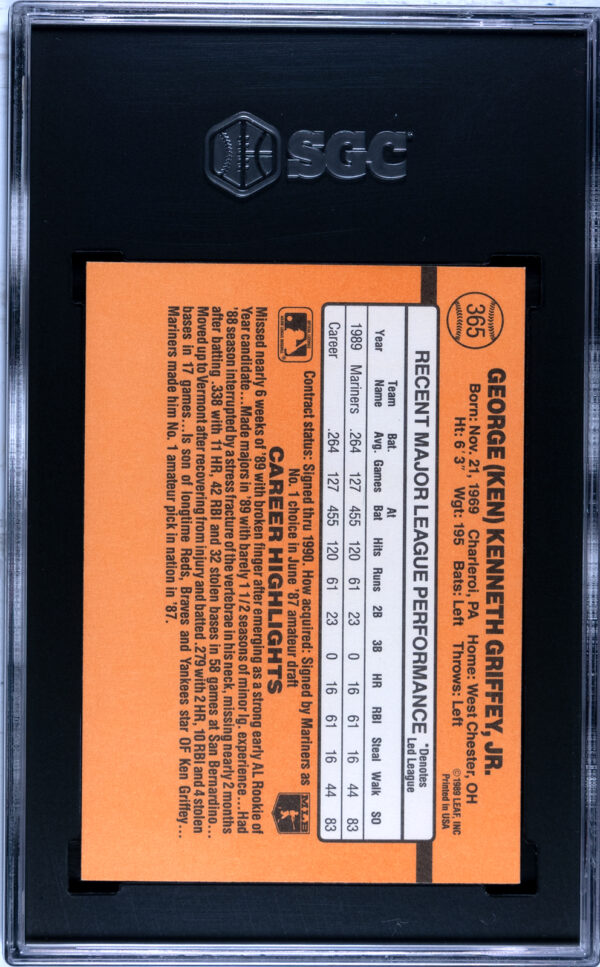 SGC
365
GEORGE (KEN) KENNETH GRIFFEY, JR.
Born: Nov. 21, 1969 Charleroi, PA Home: West Chester, OH
Ht: 6' 3" Wgt: 195 Bats: Left Throws: Left
©1989 LEAF, INC
Printed in USA
RECENT MAJOR LEAGUE PERFORMANCE
*Denotes
Led League
Year Team Name Bat. Avg. Games At Bat Hits Runs 2B 3B HR RBI Steal Walk SO
1989 Mariners .264 127 455 120 61 23 0 16 61 16 44 83
Career .264 127 455 120 61 23 0 16 61 16 44 83
Contract status: Signed thru 1990. How acquired: Signed by Mariners as
No. 1 choice in June '87 amateur draft
MLB
CAREER HIGHLIGHTS
Missed nearly 6 weeks of '89 with broken finger after emerging as a strong early AL Rookie of
Year candidate...Made majors in '89 with barely 1 1/2 seasons of minor lg. experience...Had
'88 season interrupted by a stress fracture of the vertebrae in his neck, missing nearly 2 months
after batting .338 with 11 HR, 42 RBI and 32 stolen bases in 58 games at San Bernardino...
Moved up to Vermont after recovering from injury and batted .279 with 2 HR, 10 RBI and 4 stolen
bases in 17 games...Is son of longtime Reds, Braves and Yankees star OF Ken Griffey...
Mariners made him No. 1 amateur pick in nation in '87.